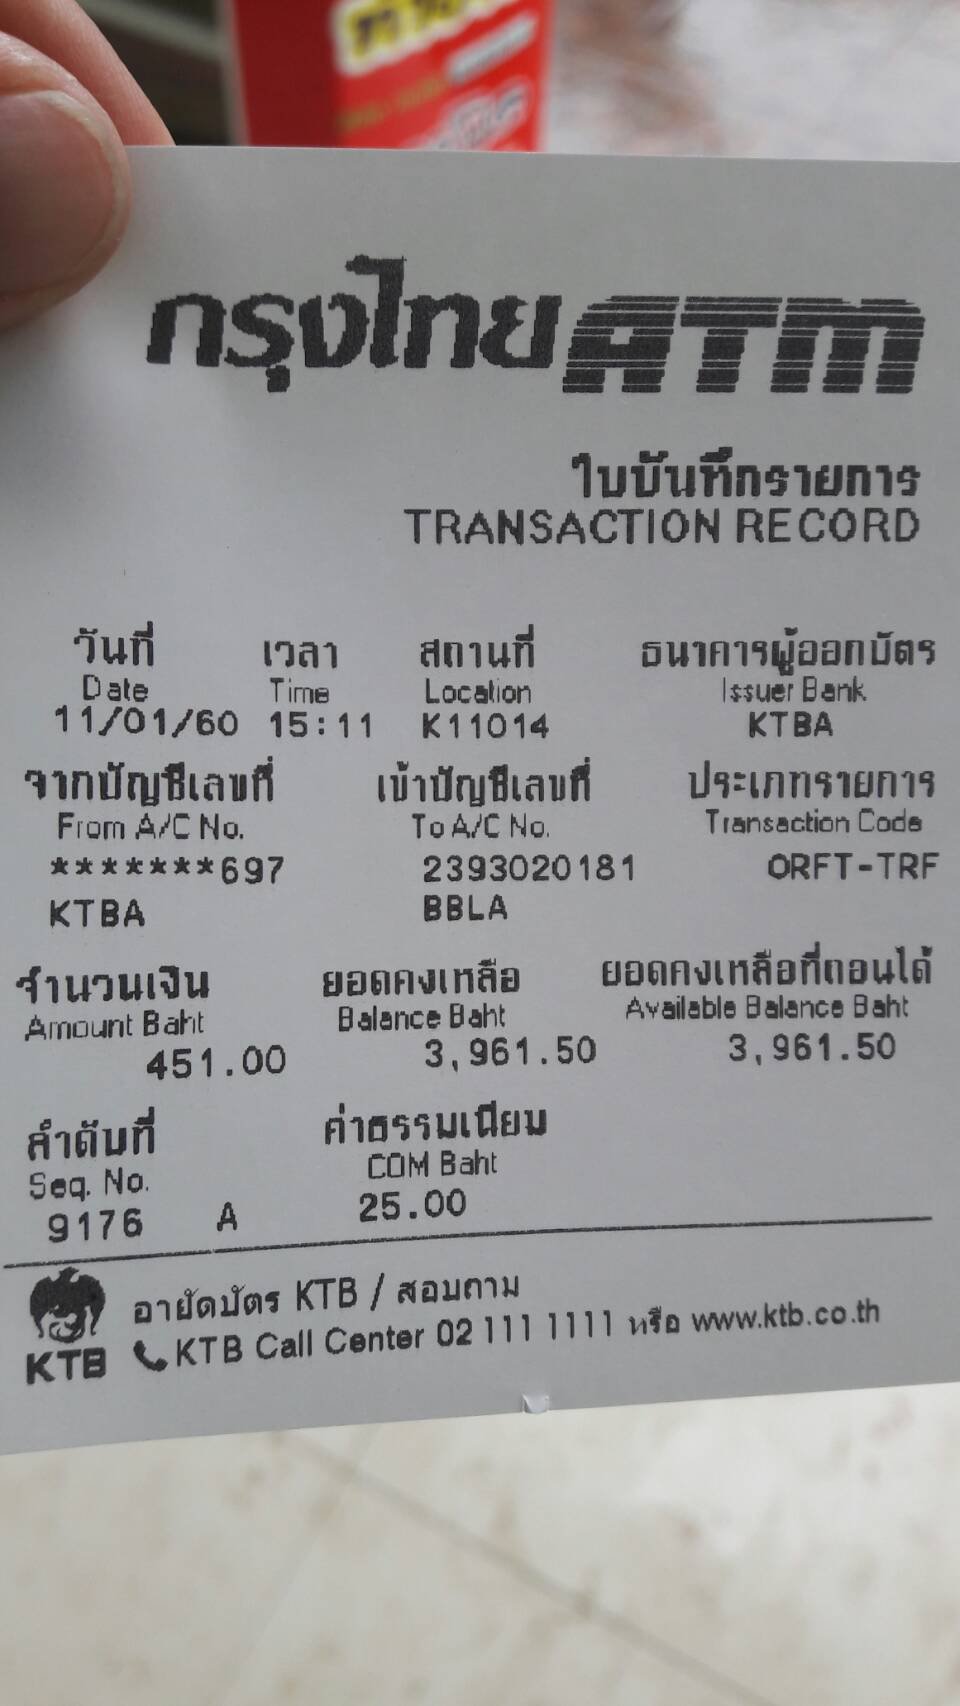 กรุงไทย ATM
ใบบันทึกรายการ
TRANSACTION RECORD
วันที่ เวลา สถานที่ ธนาคารผู้ออกบัตร
Date Time Location Issuer Bank
11/01/60 15:11 K11014 KTBA
จากบัญชีเลขที่ เข้าบัญชีเลขที่ ประเภทรายการ
From A/C No. To A/C No. Transaction Code
*******697 2393020181 ORFT-TRF
KTBA BBLA
จำนวนเงิน ยอดคงเหลือ ยอดคงเหลือที่ถอนได้
Amount Baht Balance Baht Available Balance Baht
451.00 3,961.50 3,961.50
ลำดับที่ ค่าธรรมเนียม
Seq. No. COM Baht
9176 A 25.00
อายัดบัตร KTB / สอบถาม
KTB KTB Call Center 02 111 1111 หรือ www.ktb.co.th